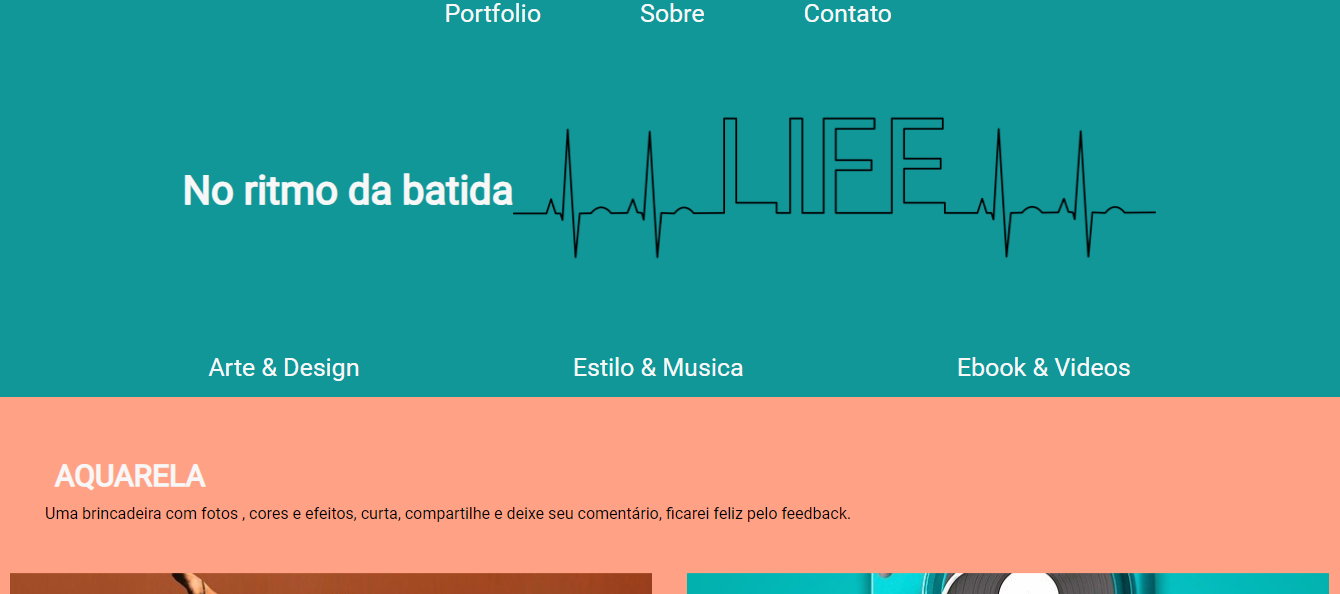 Portfolio Sobre Contato
No ritmo da batida LIFE
Arte & Design Estilo & Musica Ebook & Videos
AQUARELA
Uma brincadeira com fotos , cores e efeitos, curta, compartilhe e deixe seu comentário, ficarei feliz pelo feedback.